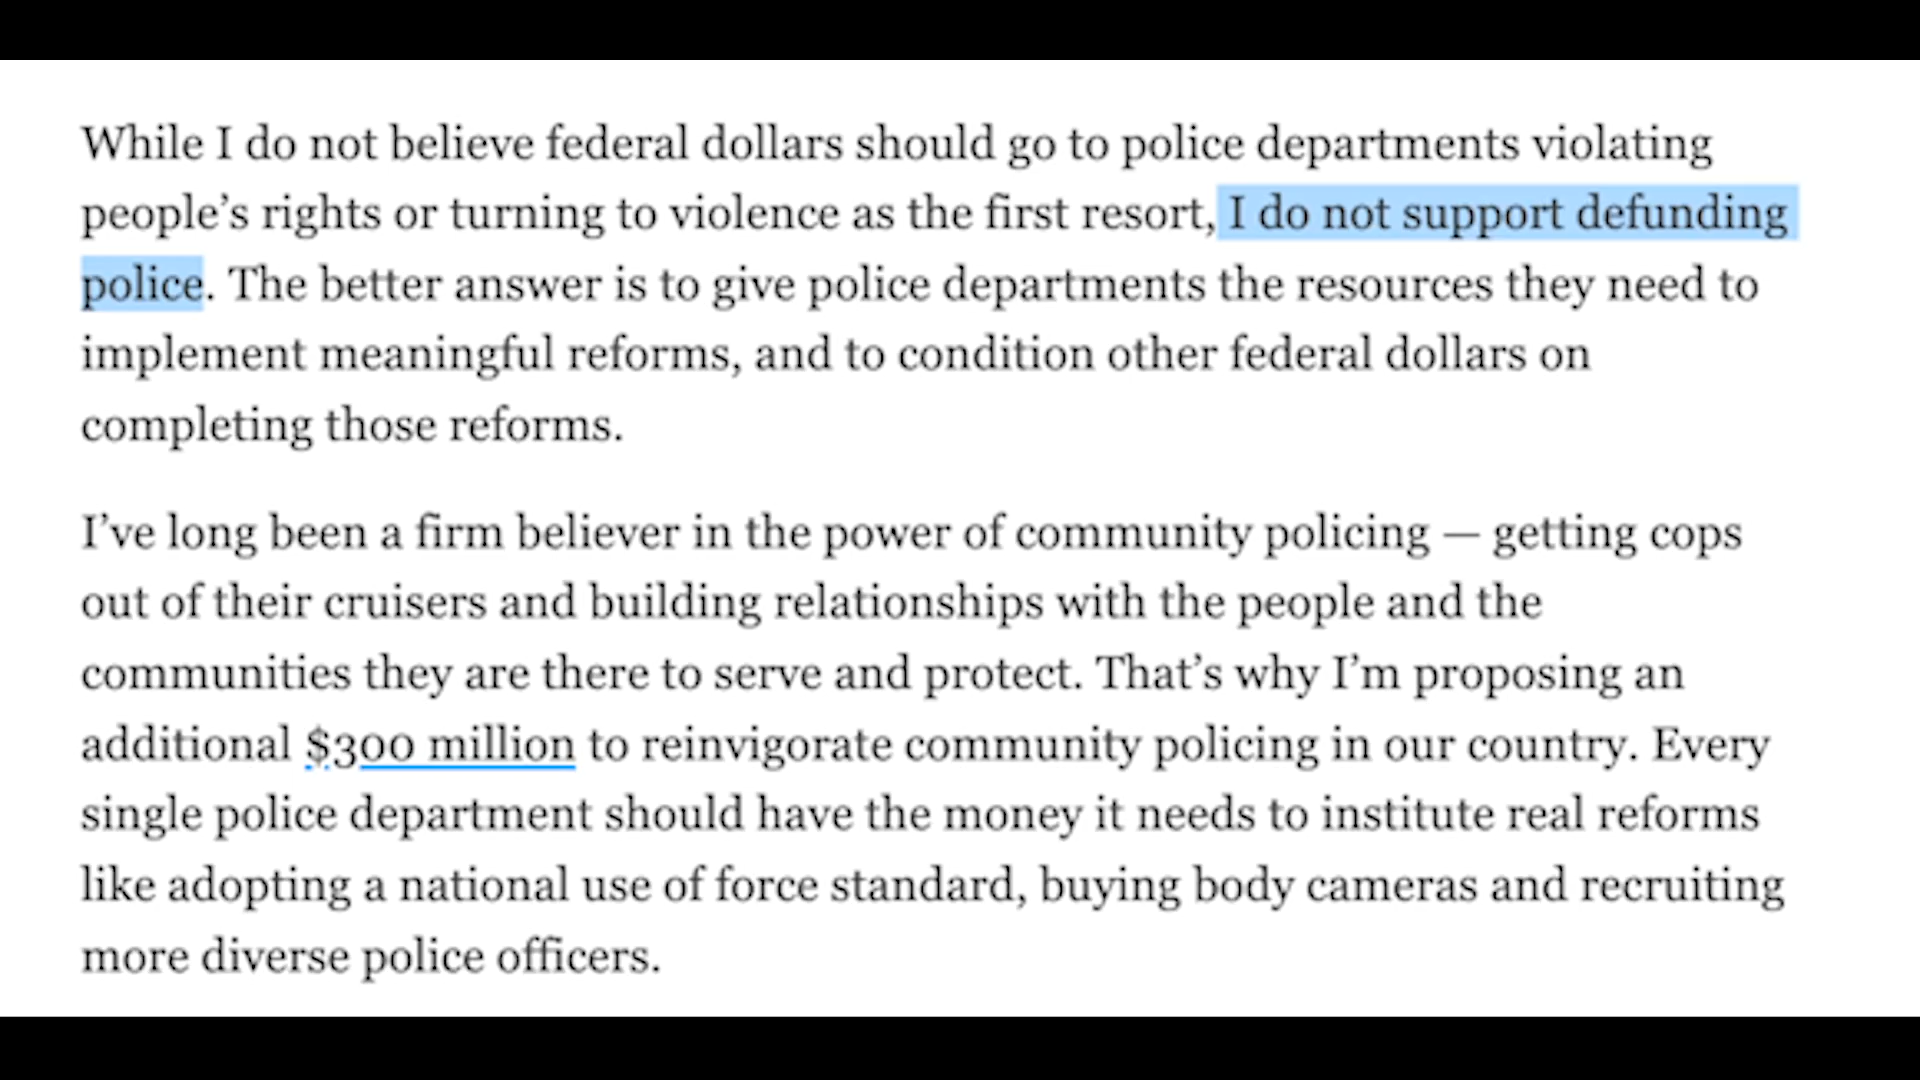 While I do not believe federal dollars should go to police departments violating
people’s rights or turning to violence as the first resort, I do not support defunding
police. The better answer is to give police departments the resources they need to
implement meaningful reforms, and to condition other federal dollars on
completing those reforms.
I’ve long been a firm believer in the power of community policing — getting cops
out of their cruisers and building relationships with the people and the
communities they are there to serve and protect. That’s why I’m proposing an
additional $300 million to reinvigorate community policing in our country. Every
single police department should have the money it needs to institute real reforms
like adopting a national use of force standard, buying body cameras and recruiting
more diverse police officers.